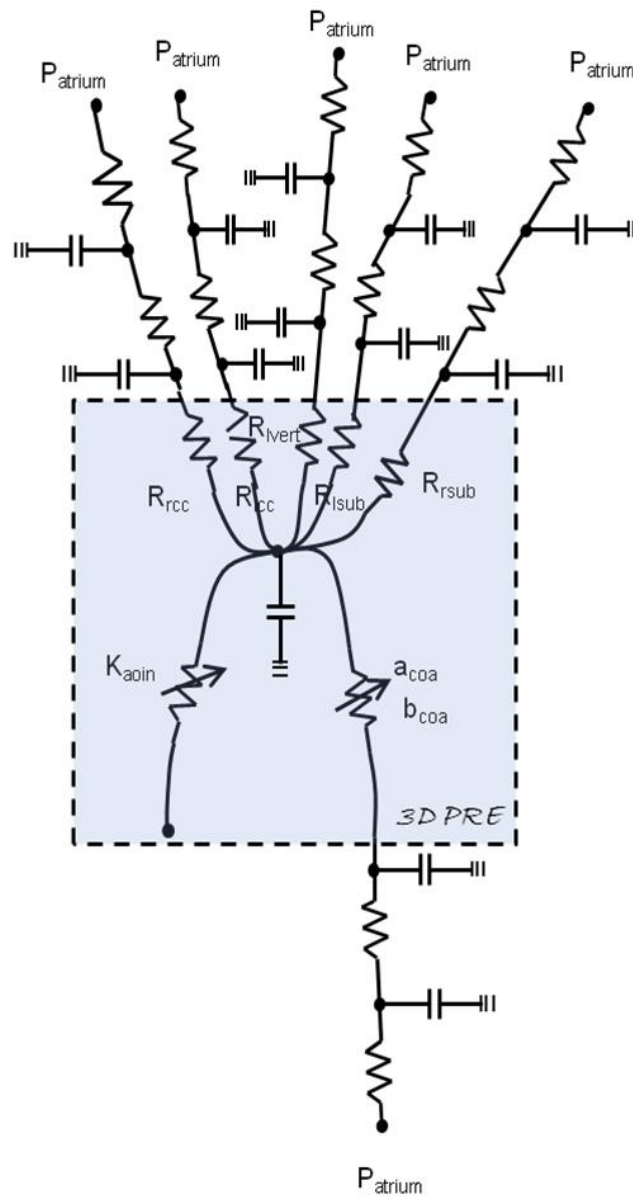 P_atrium
P_atrium
P_atrium
P_atrium
P_atrium
R_lvert
R_rcc
R_lcc
R_lsub
R_rsub
K_aoin
a_coa
b_coa
3D PRE
P_atrium